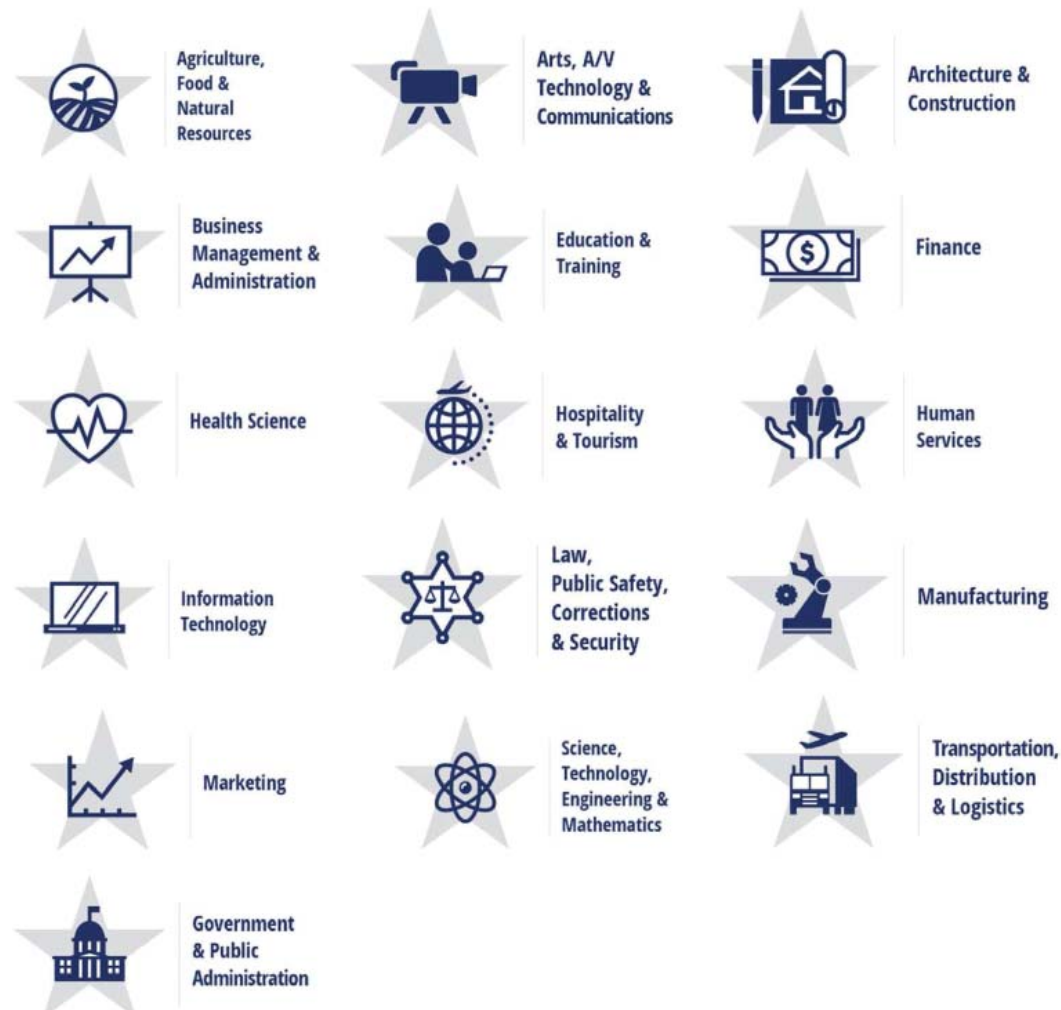 Agriculture,
Food &
Natural
Resources
Arts, A/V
Technology &
Communications
Architecture &
Construction
Business
Management &
Administration
Education &
Training
Finance
$
Health Science
Hospitality
& Tourism
Human
Services
Information
Technology
Law,
Public Safety,
Corrections
& Security
Manufacturing
Marketing
Science,
Technology,
Engineering &
Mathematics
Transportation,
Distribution
& Logistics
Government
& Public
Administration